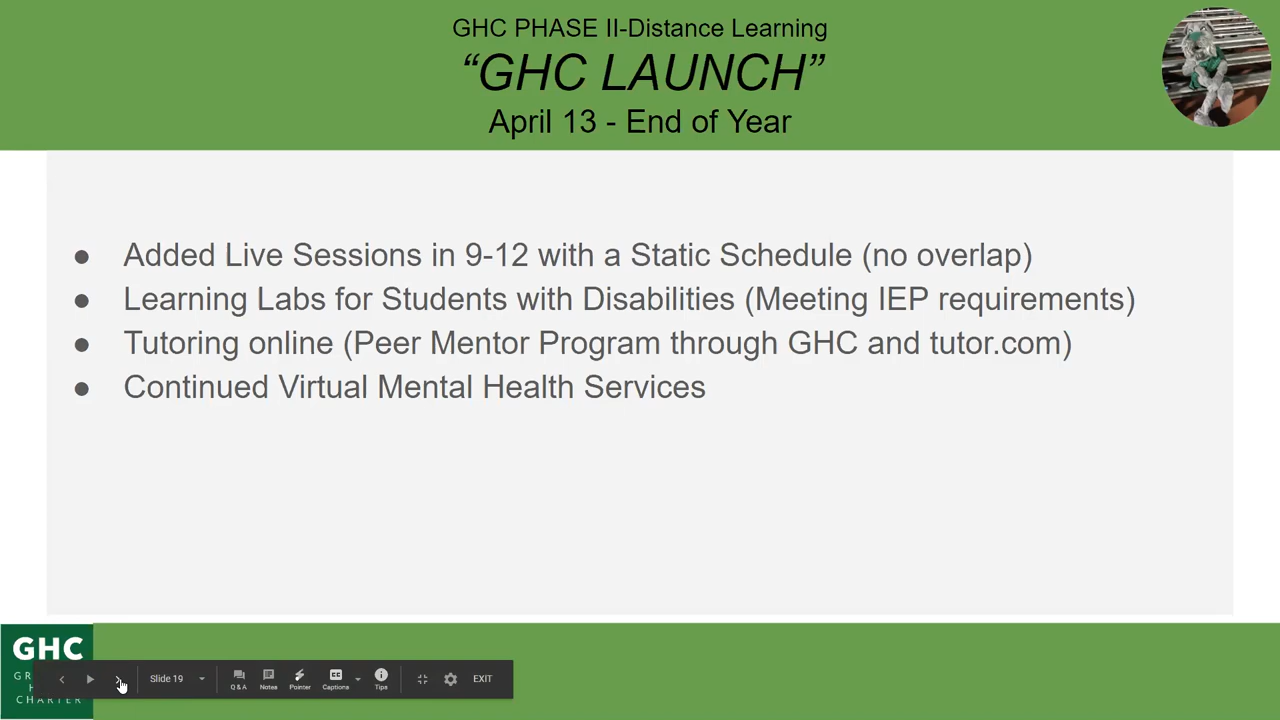 GHC PHASE II-Distance Learning
“GHC LAUNCH”
April 13 - End of Year
● Added Live Sessions in 9-12 with a Static Schedule (no overlap)
● Learning Labs for Students with Disabilities (Meeting IEP requirements)
● Tutoring online (Peer Mentor Program through GHC and tutor.com)
● Continued Virtual Mental Health Services
GHC
CHARTER
Slide 19
Q & A
Notes
Pointer
CC
Captions
Tips
EXIT